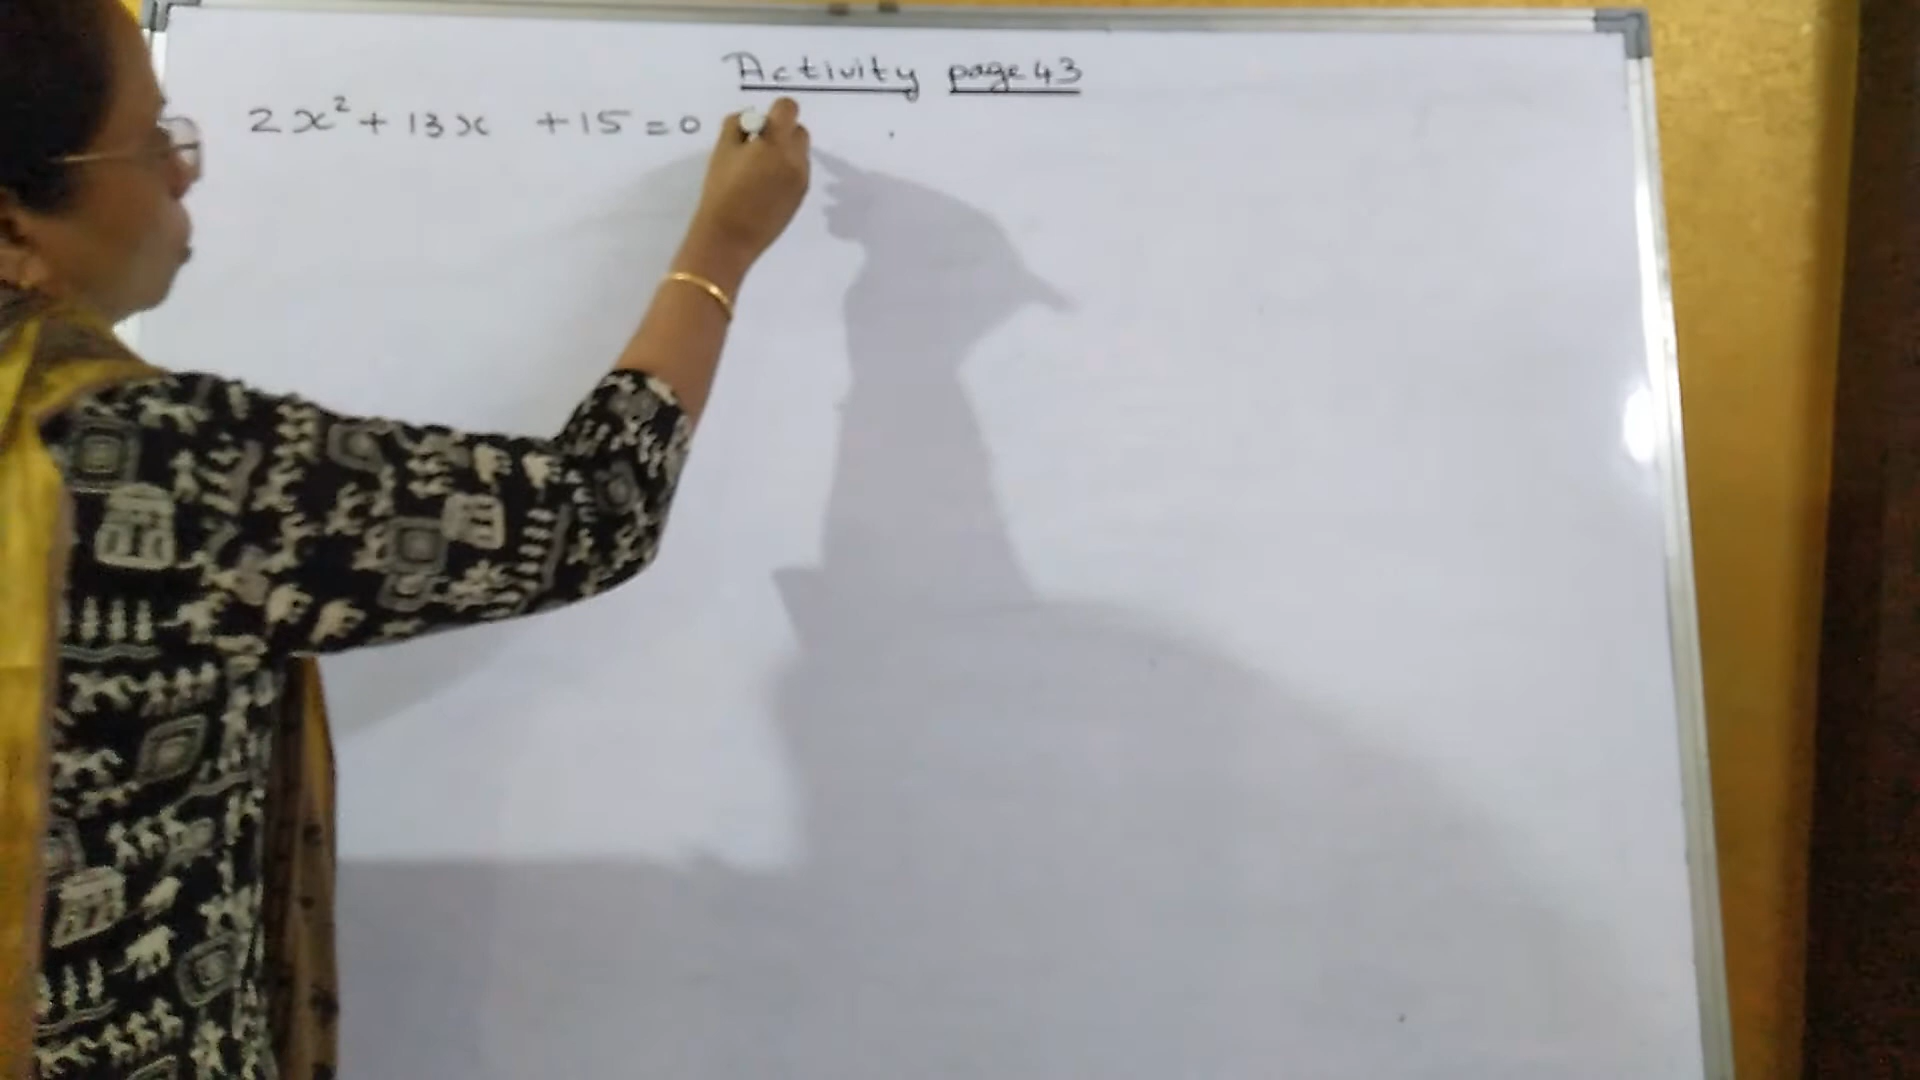 Activity page 43
2x² + 13x + 15 = 0